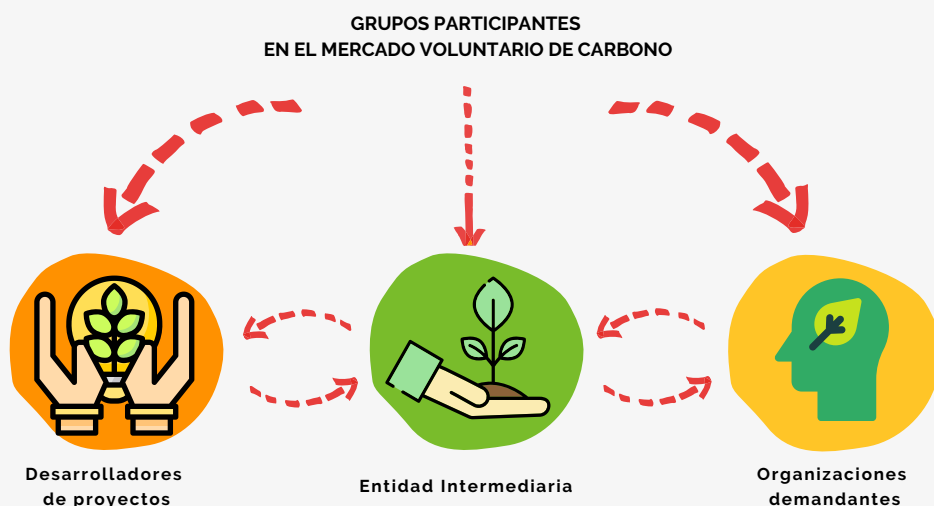 GRUPOS PARTICIPANTES
EN EL MERCADO VOLUNTARIO DE CARBONO
Desarrolladores
de proyectos
Entidad Intermediaria
Organizaciones
demandantes